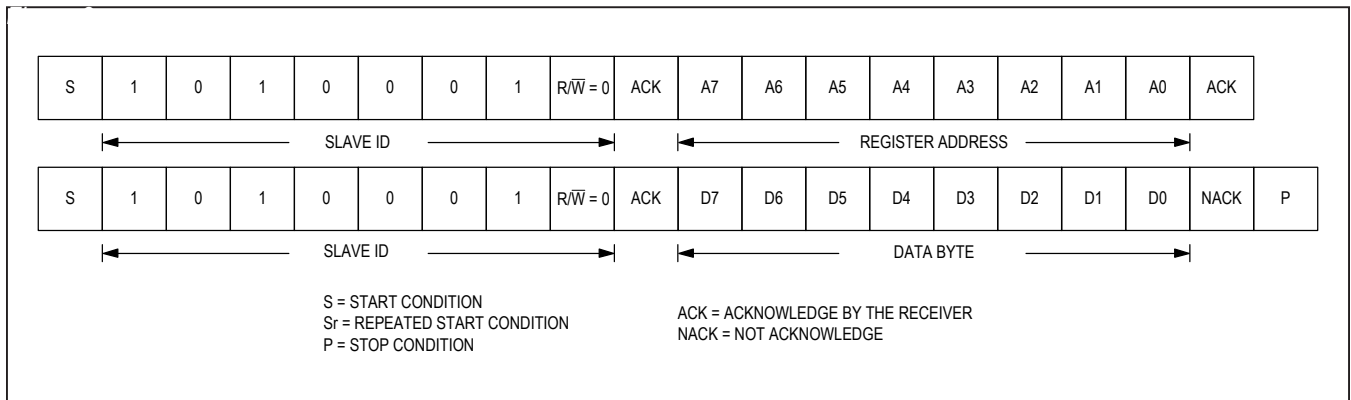 S 1 0 1 0 0 0 1 R/W̅ = 0 ACK A7 A6 A5 A4 A3 A2 A1 A0 ACK
SLAVE ID REGISTER ADDRESS
S 1 0 1 0 0 0 1 R/W̅ = 0 ACK D7 D6 D5 D4 D3 D2 D1 D0 NACK P
SLAVE ID DATA BYTE
S = START CONDITION
Sr = REPEATED START CONDITION
P = STOP CONDITION
ACK = ACKNOWLEDGE BY THE RECEIVER
NACK = NOT ACKNOWLEDGE